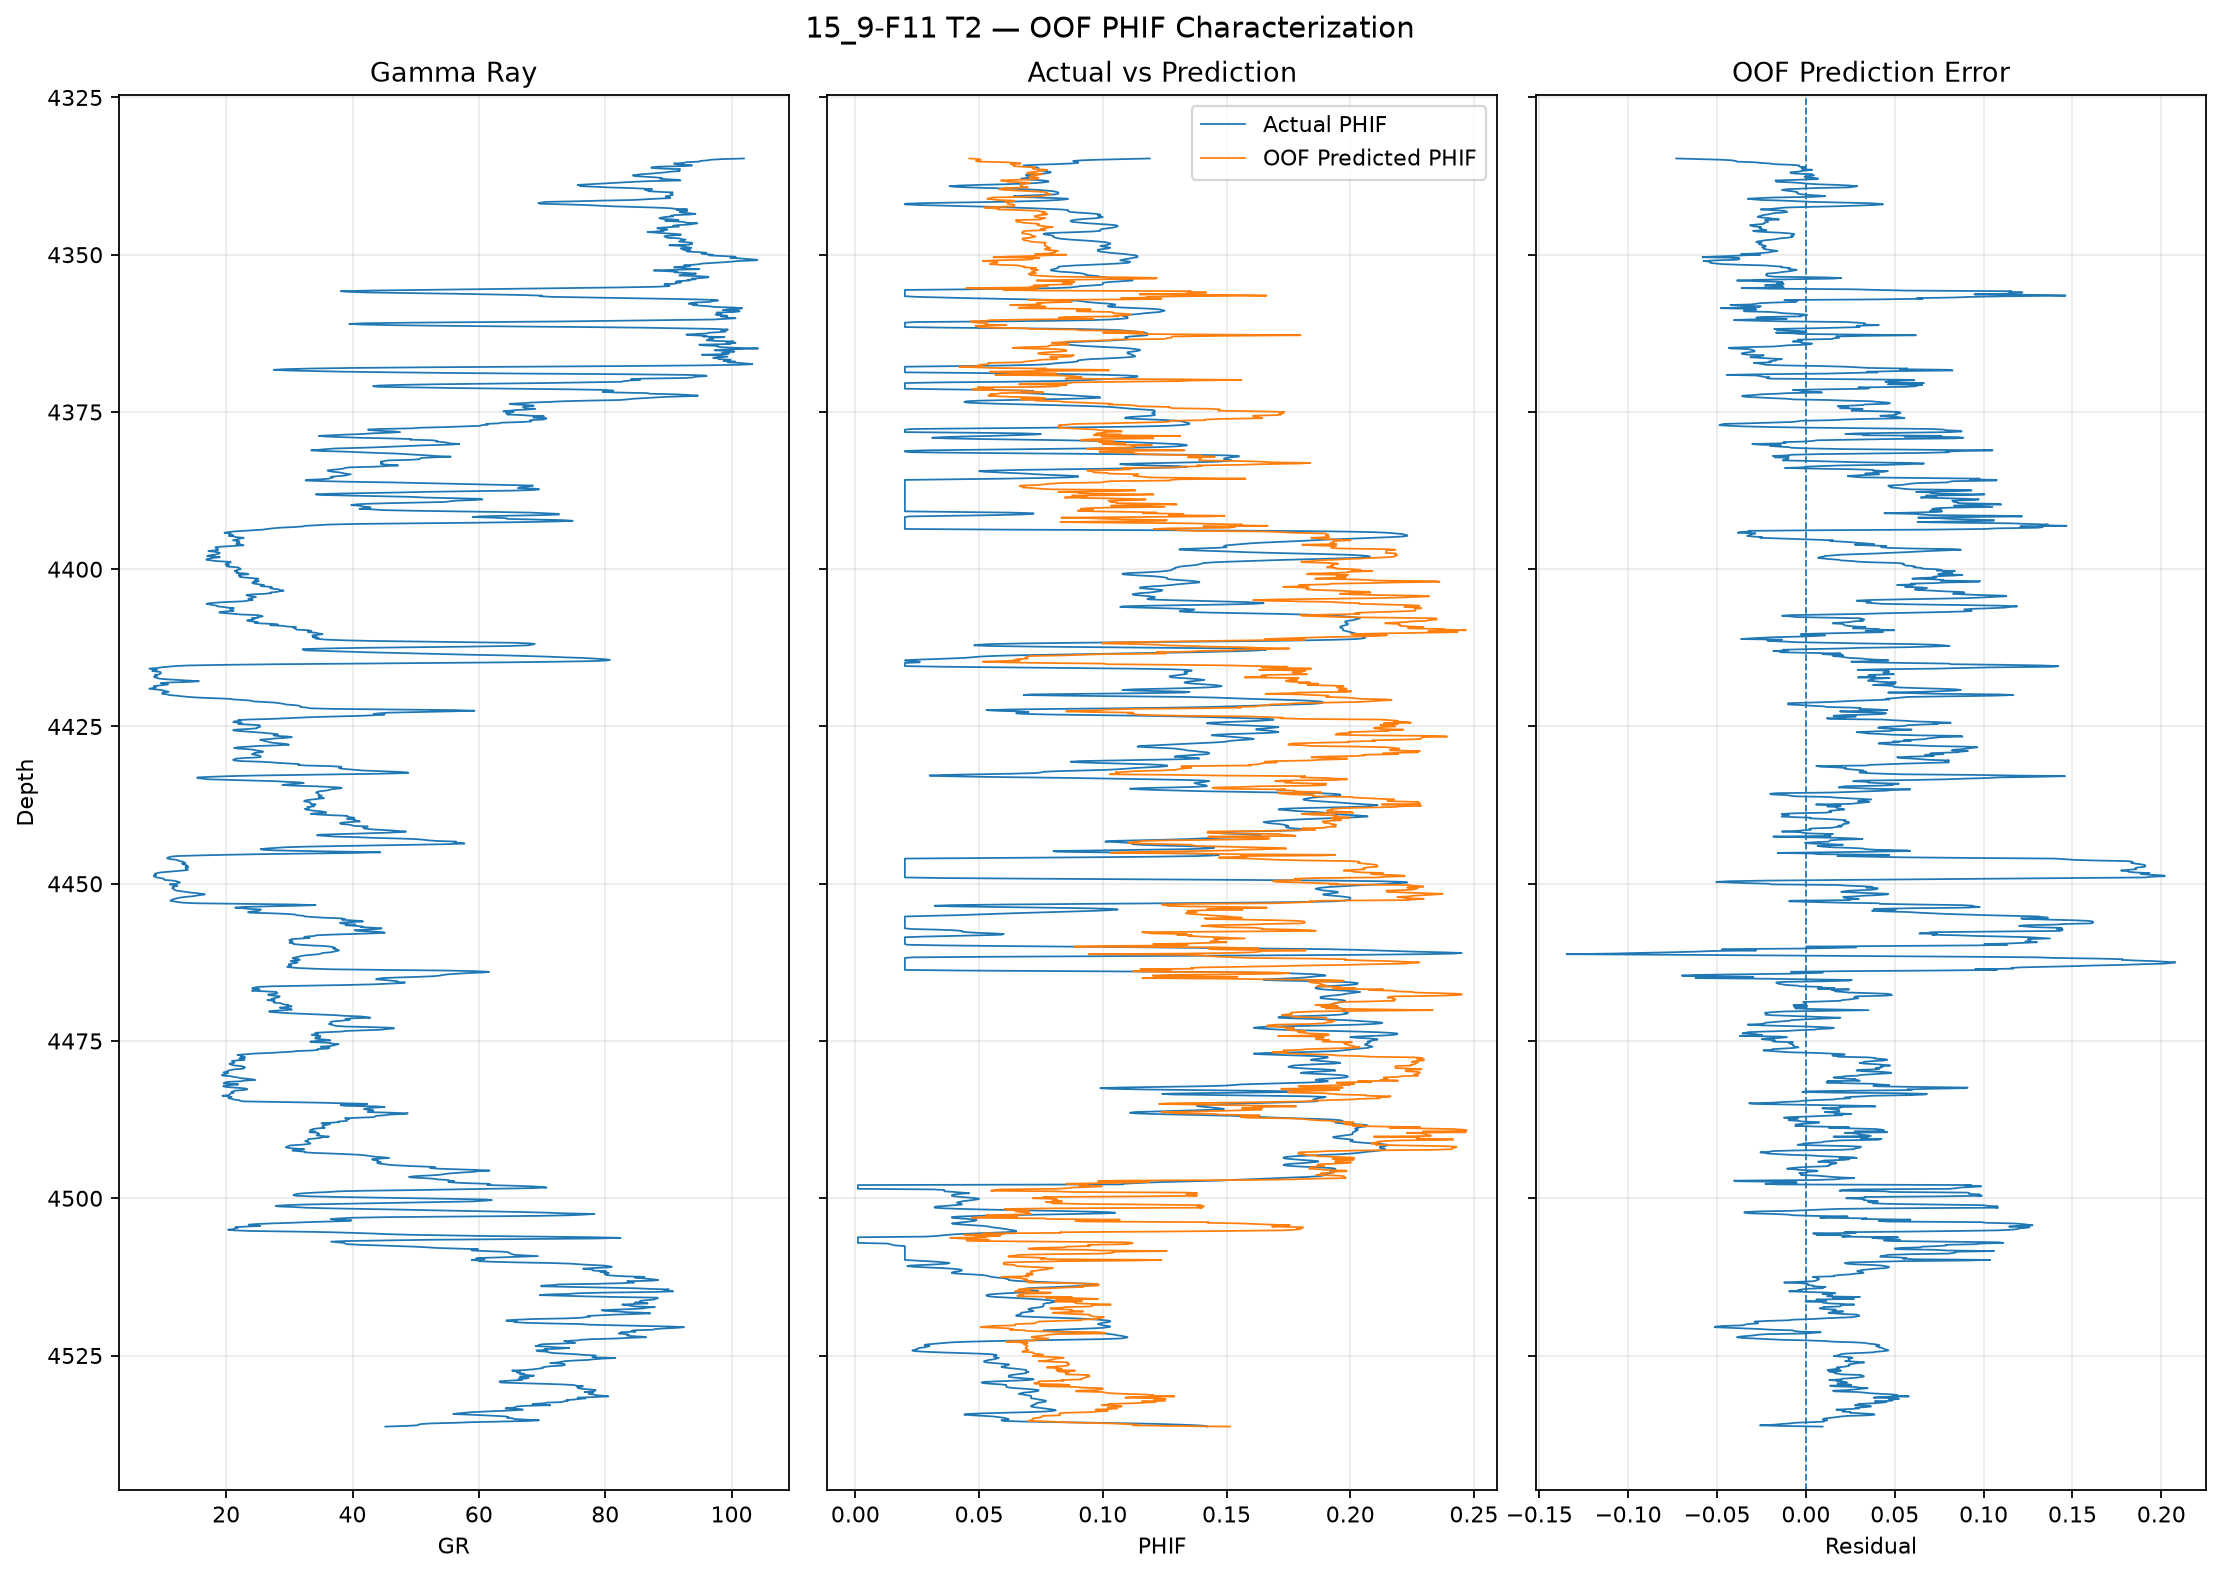 15_9-F11 T2 — OOF PHIF Characterization
Gamma Ray
Actual vs Prediction
OOF Prediction Error
Actual PHIF
OOF Predicted PHIF
4325
4350
4375
4400
4425
4450
4475
4500
4525
Depth
20 40 60 80 100
GR
0.00 0.05 0.10 0.15 0.20 0.25
PHIF
−0.15 −0.10 −0.05 0.00 0.05 0.10 0.15 0.20
Residual